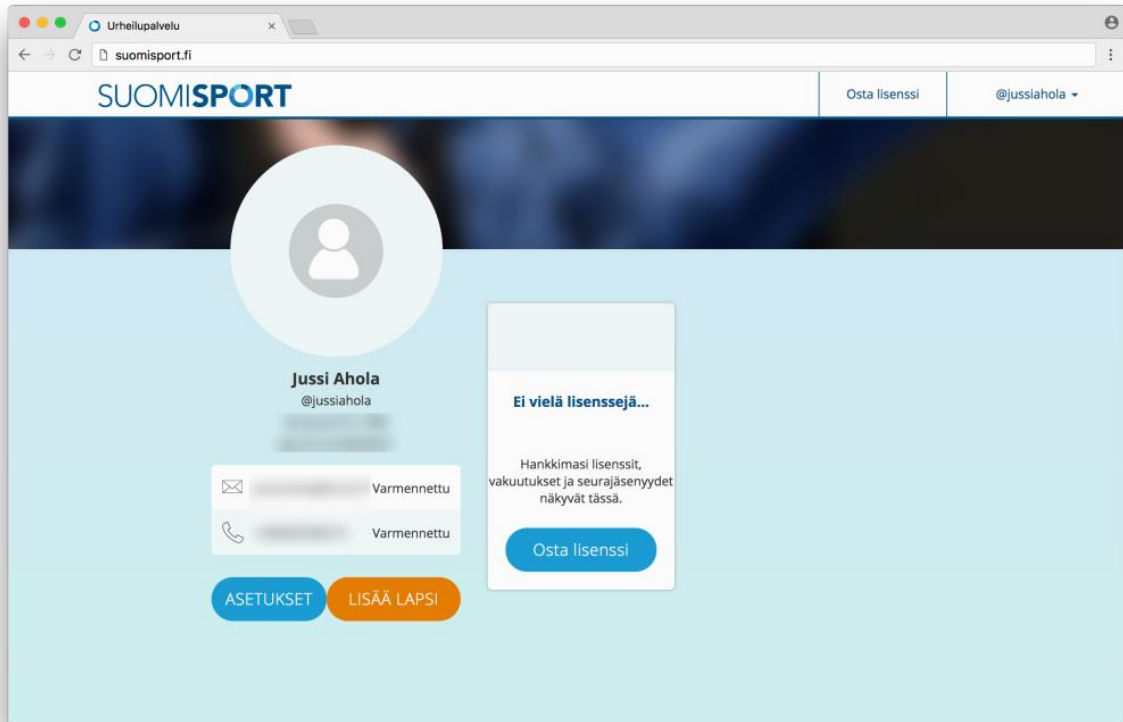 Urheilupalvelu
suomisport.fi
SUOMISPORT
Osta lisenssi
@jussiahola
Jussi Ahola
@jussiahola
Varmennettu
Varmennettu
ASETUKSET
LISÄÄ LAPSI
Ei vielä lisenssejä...
Hankkimasi lisenssit,
vakuutukset ja seurajäsenyydet
näkyvät tässä.
Osta lisenssi